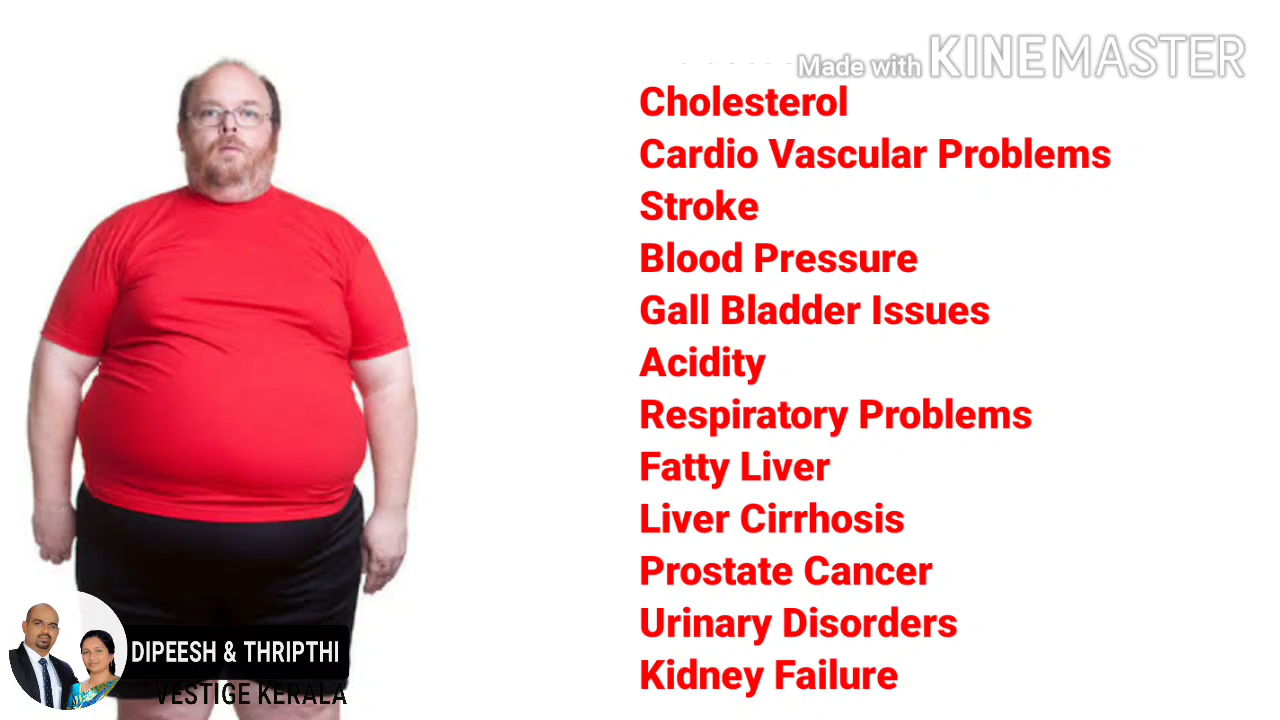 Made with KINEMASTER
Cholesterol
Cardio Vascular Problems
Stroke
Blood Pressure
Gall Bladder Issues
Acidity
Respiratory Problems
Fatty Liver
Liver Cirrhosis
Prostate Cancer
Urinary Disorders
Kidney Failure
DIPEESH & THRIPTHI
VESTIGE KERALA